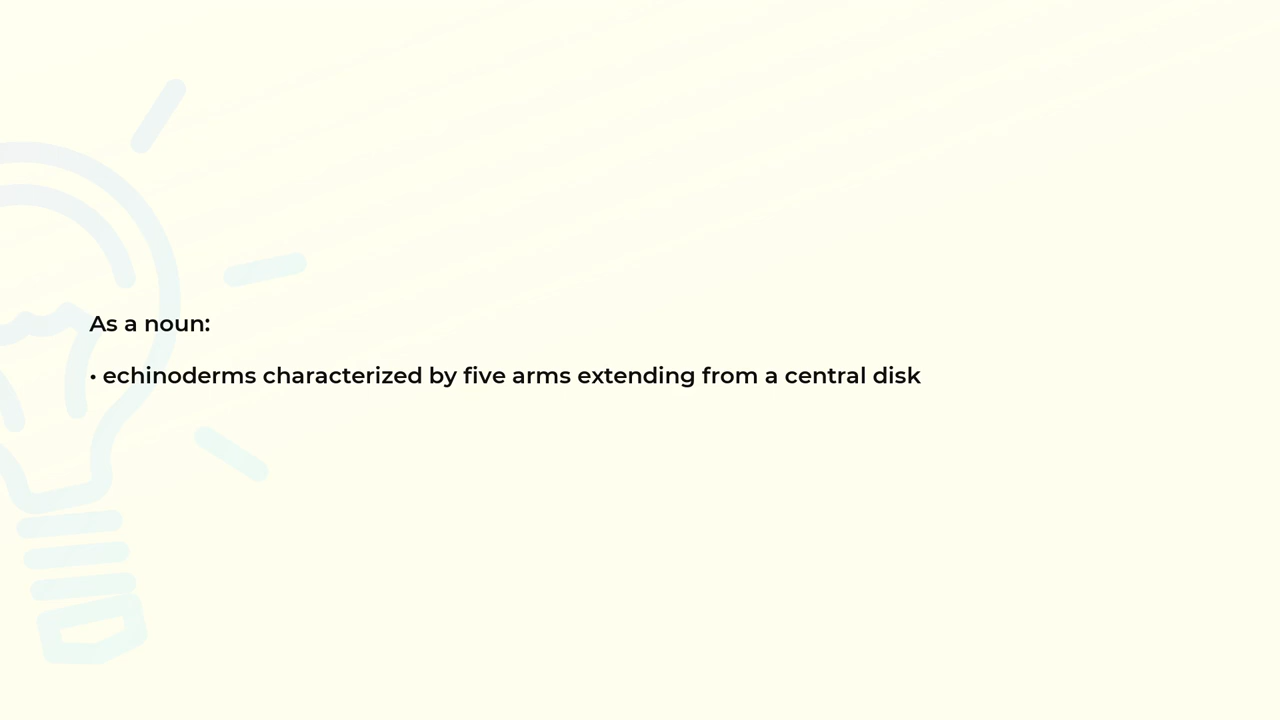 As a noun:
• echinoderms characterized by five arms extending from a central disk